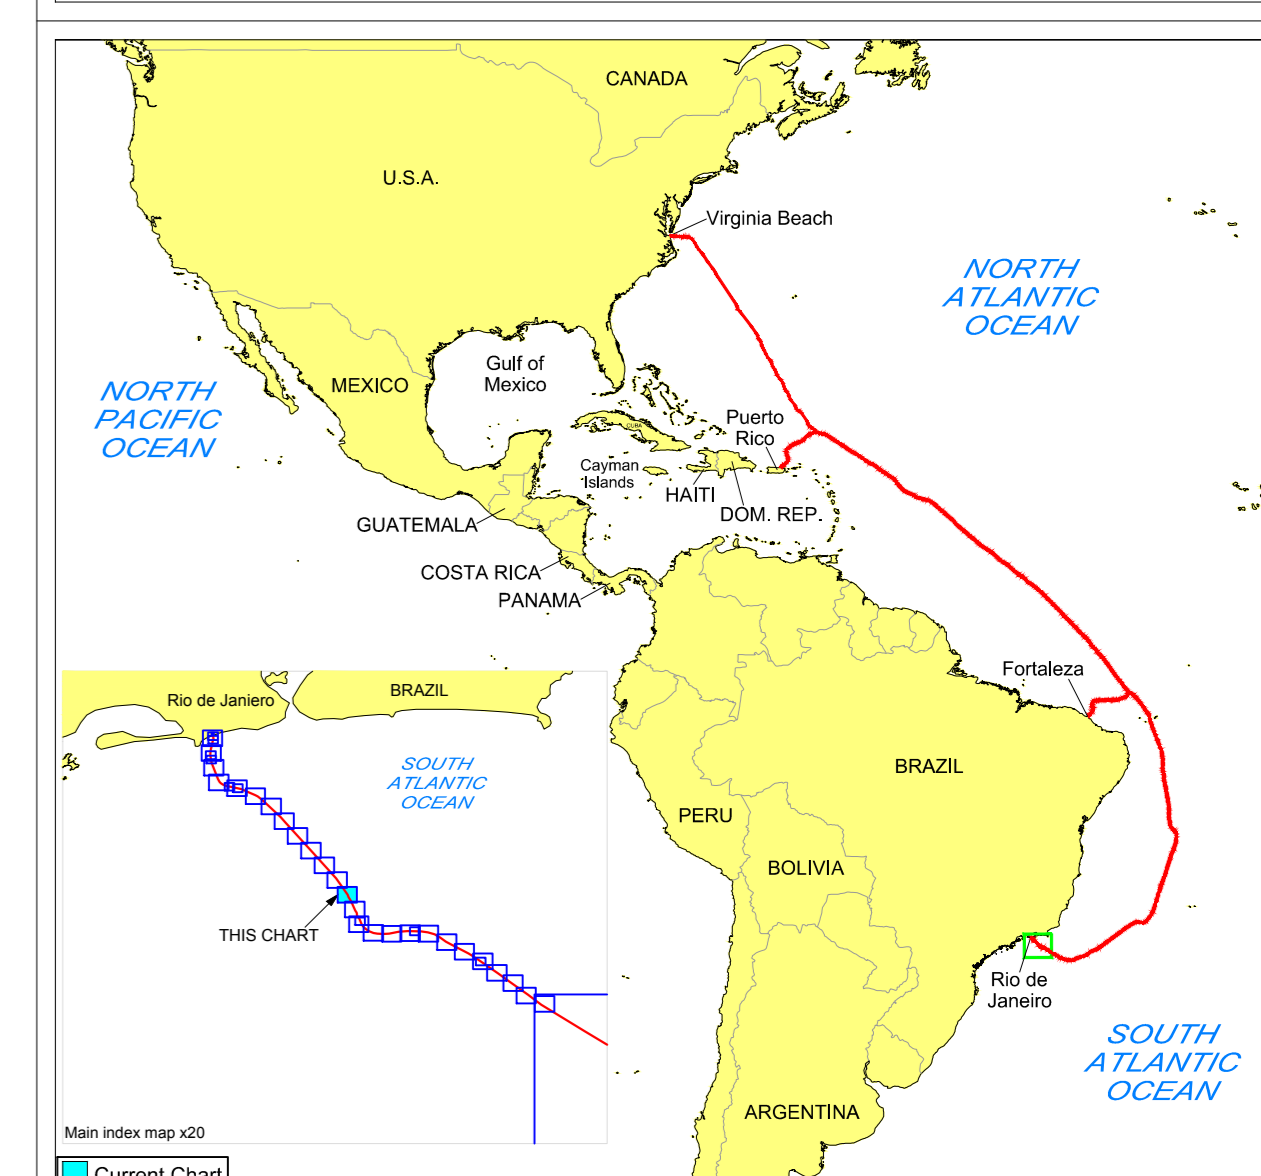 CANADA
U.S.A.
Virginia Beach
NORTH
ATLANTIC
OCEAN
NORTH
PACIFIC
OCEAN
Gulf of
Mexico
MEXICO
Puerto
Rico
CUBA
Cayman
Islands
HAITI
DOM. REP.
GUATEMALA
COSTA RICA
PANAMA
Fortaleza
BRAZIL
PERU
BOLIVIA
Rio de
Janeiro
SOUTH
ATLANTIC
OCEAN
ARGENTINA
Rio de Janiero
BRAZIL
SOUTH
ATLANTIC
OCEAN
THIS CHART
Main index map x20
Current Chart